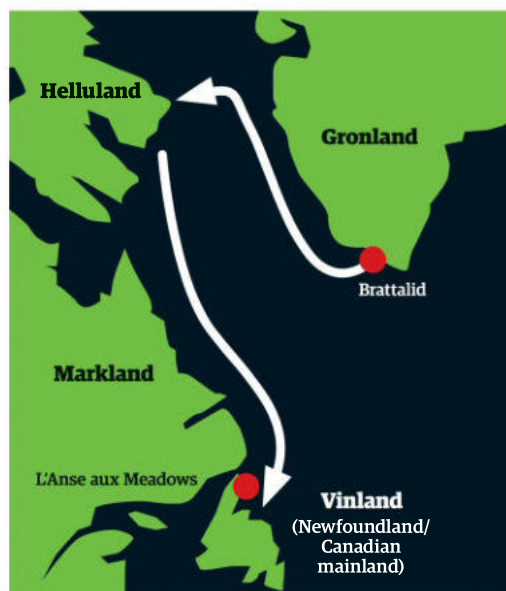 Helluland
Gronland
Brattalid
Markland
L'Anse aux Meadows
Vinland
(Newfoundland/
Canadian
mainland)